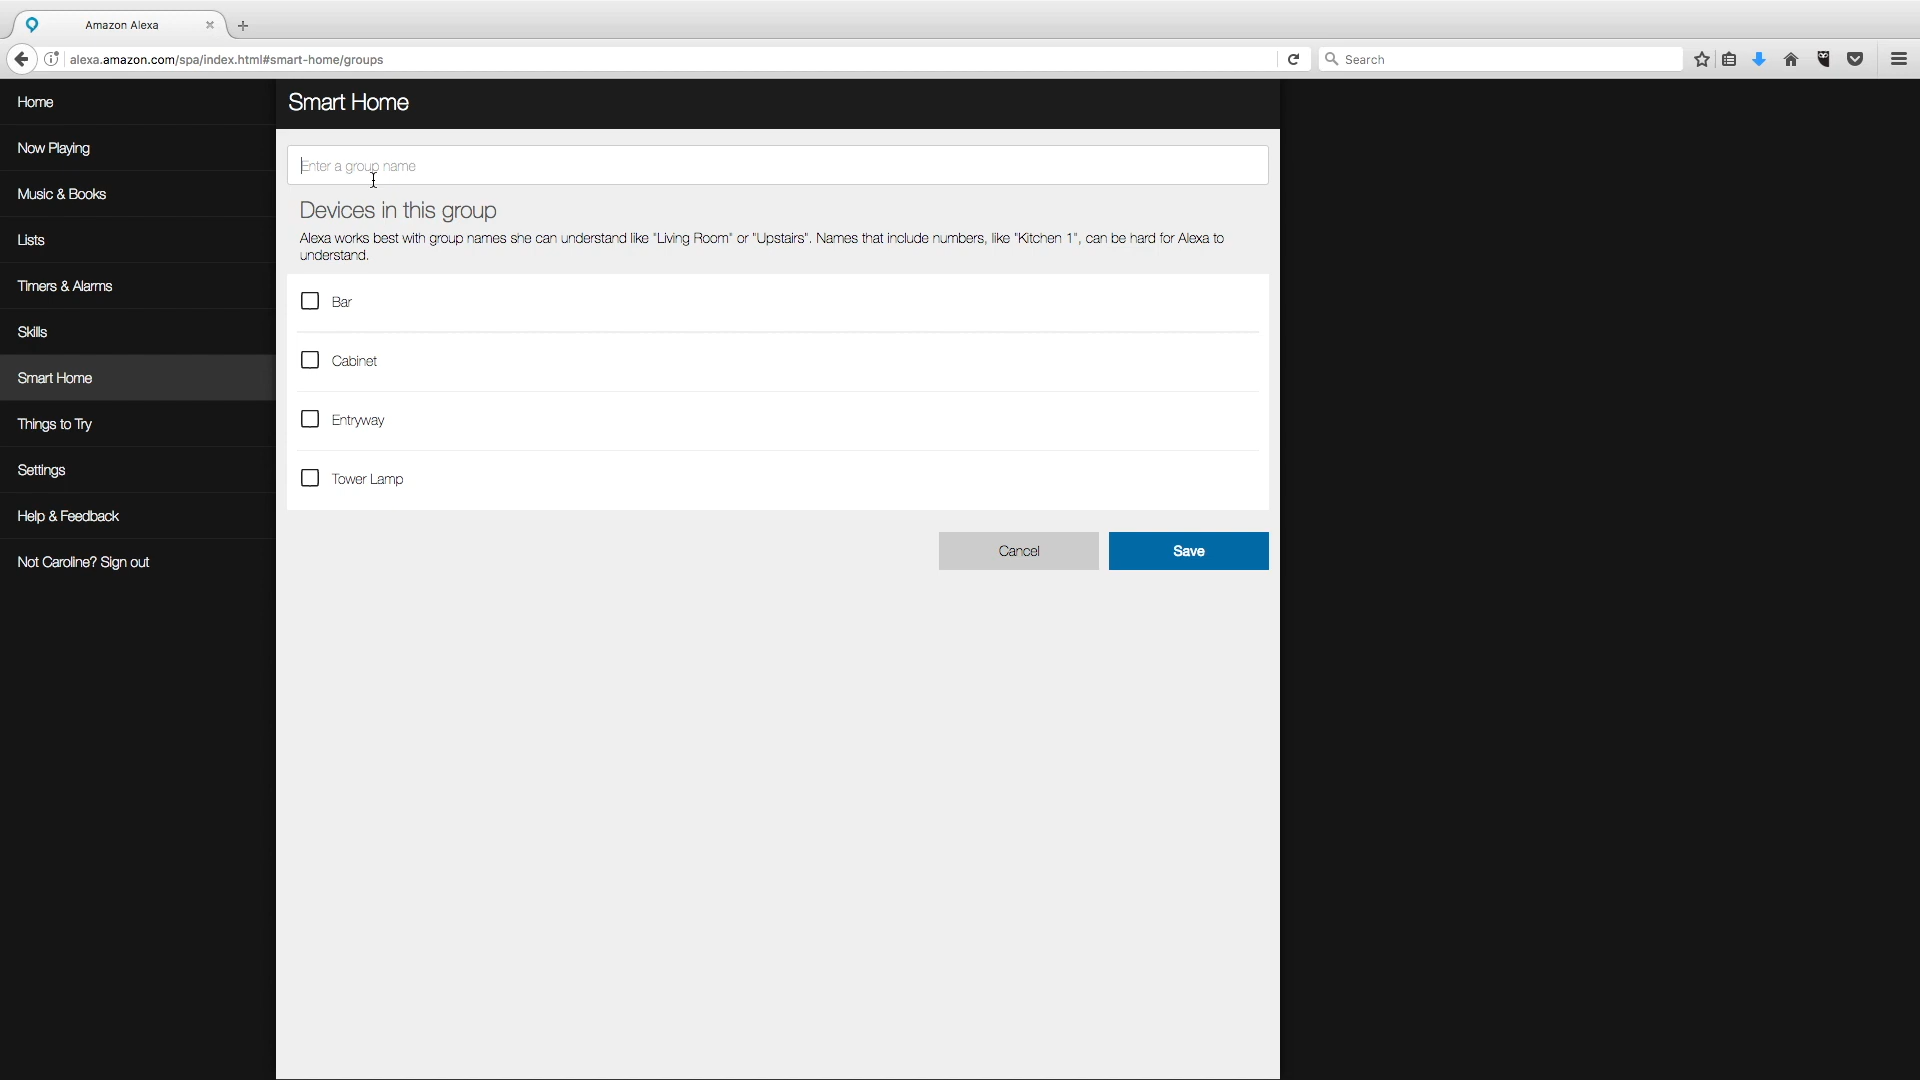 Amazon Alexa
alexa.amazon.com/spa/index.html#smart-home/groups
Search
Home
Now Playing
Music & Books
Lists
Timers & Alarms
Skills
Smart Home
Things to Try
Settings
Help & Feedback
Not Caroline? Sign out
Smart Home
Enter a group name
Devices in this group
Alexa works best with group names she can understand like "Living Room" or "Upstairs". Names that include numbers, like "Kitchen 1", can be hard for Alexa to
understand.
Bar
Cabinet
Entryway
Tower Lamp
Cancel
Save